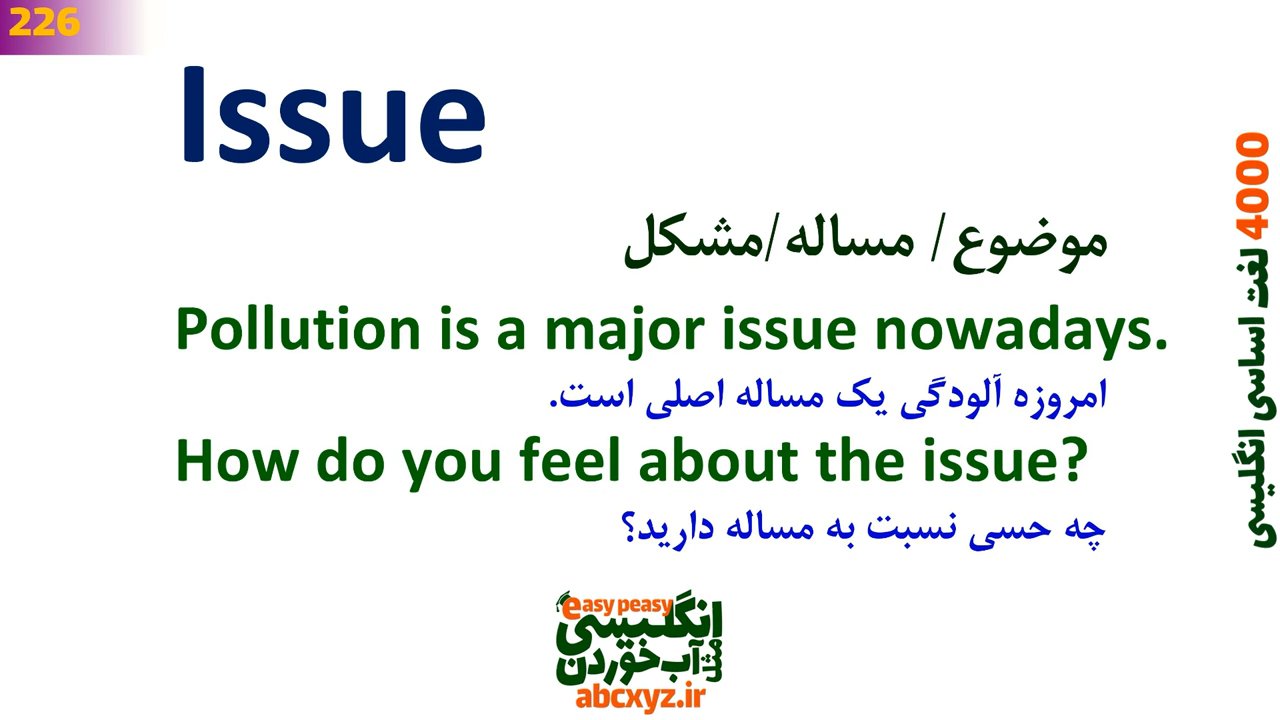 226
Issue
موضوع/ مساله/مشکل
Pollution is a major issue nowadays.
امروزه آلودگی یک مساله اصلی است.
How do you feel about the issue?
چه حسی نسبت به مساله دارید؟
4000 لغت اساسی انگلیسی
easy peasy
انگلیسی
مثل آب خوردن
abcxyz.ir